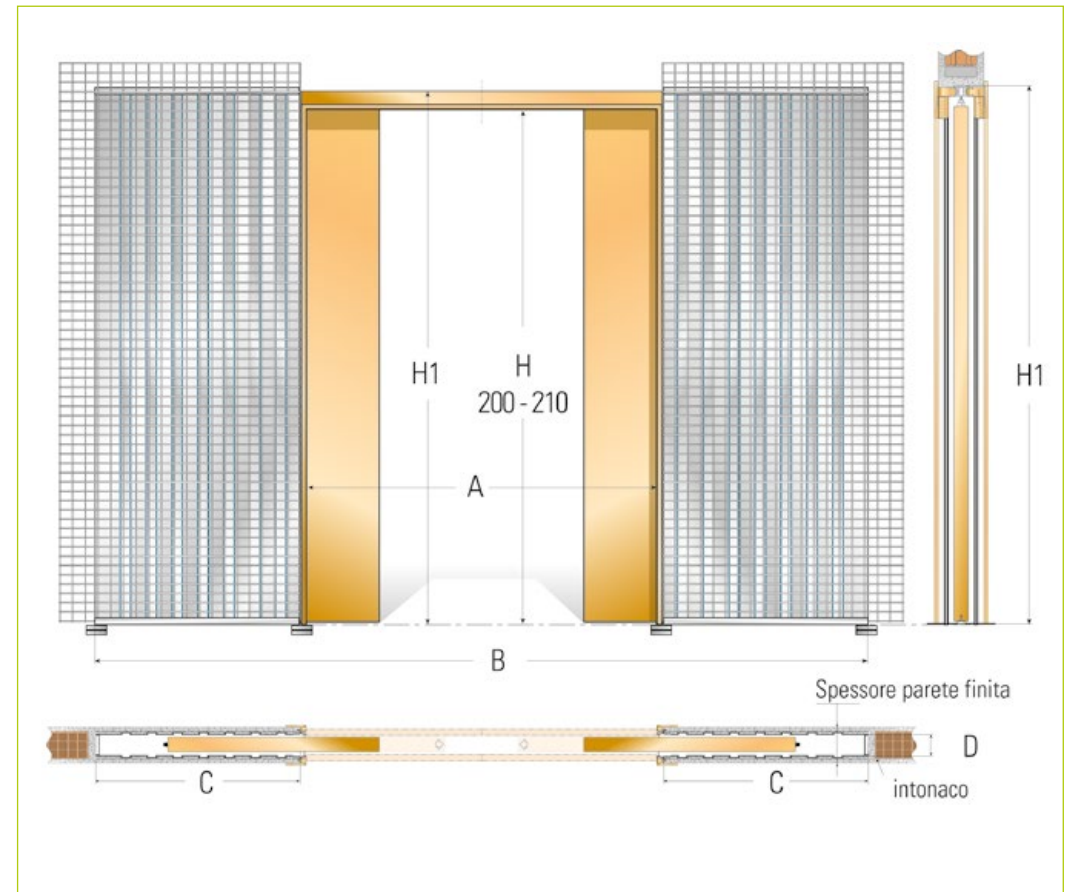 H1
H
200 - 210
H1
A
B
Spessore parete finita
D
C
C
intonaco